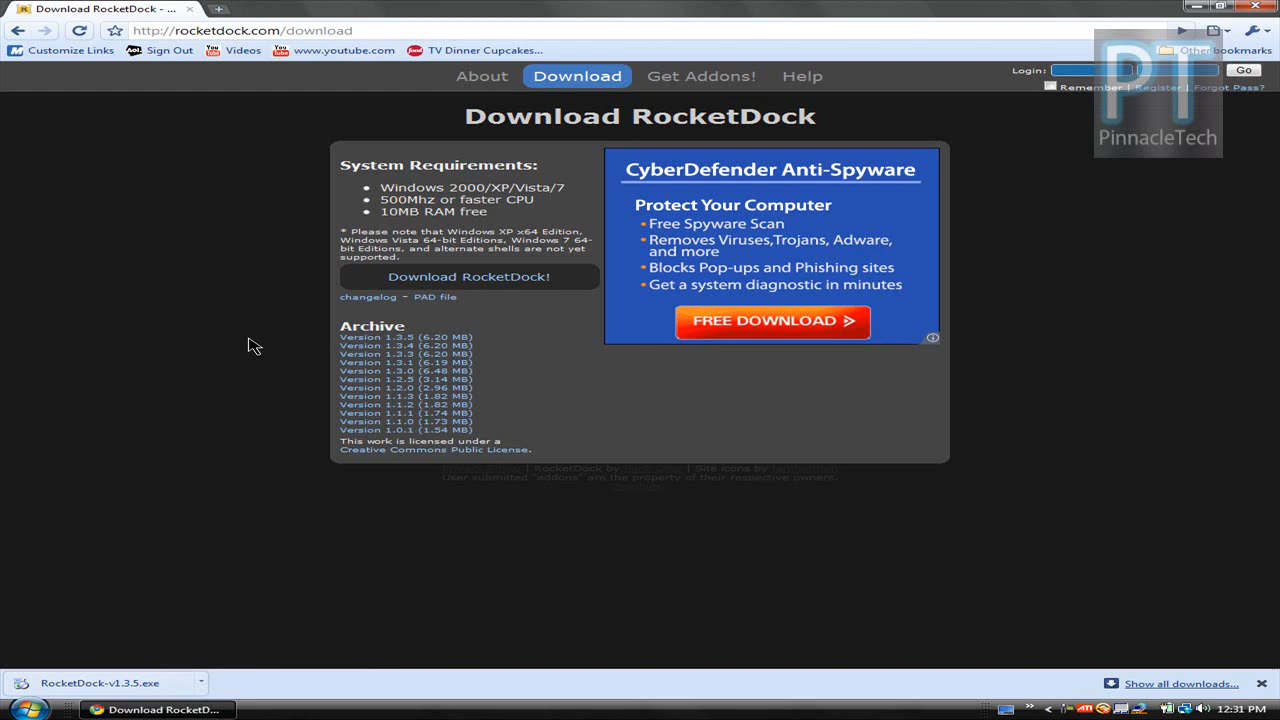 Download RocketDock - ...
http://rocketdock.com/download
Customize Links
Sign Out
Videos
www.youtube.com
TV Dinner Cupcakes...
Other bookmarks
About
Download
Get Addons!
Help
Login:
Go
Remember | Register | Forgot Pass?
PT
PinnacleTech
Download RocketDock
System Requirements:
• Windows 2000/XP/Vista/7
• 500Mhz or faster CPU
• 10MB RAM free
* Please note that Windows XP x64 Edition,
Windows Vista 64-bit Editions, Windows 7 64-
bit Editions, and alternate shells are not yet
supported.
Download RocketDock!
changelog - PAD file
Archive
Version 1.3.5 (6.20 MB)
Version 1.3.4 (6.20 MB)
Version 1.3.3 (6.20 MB)
Version 1.3.1 (6.19 MB)
Version 1.3.0 (6.48 MB)
Version 1.2.5 (3.14 MB)
Version 1.2.0 (2.96 MB)
Version 1.1.3 (1.82 MB)
Version 1.1.2 (1.82 MB)
Version 1.1.1 (1.74 MB)
Version 1.1.0 (1.73 MB)
Version 1.0.1 (1.54 MB)
This work is licensed under a
Creative Commons Public License.
CyberDefender Anti-Spyware
Protect Your Computer
• Free Spyware Scan
• Removes Viruses,Trojans, Adware,
and more
• Blocks Pop-ups and Phishing sites
• Get a system diagnostic in minutes
FREE DOWNLOAD
| RocketDock by | Site icons by
User submitted "addons" are the property of their respective owners.
RocketDock-v1.3.5.exe
Show all downloads...
Download RocketD...
ATI
12:31 PM